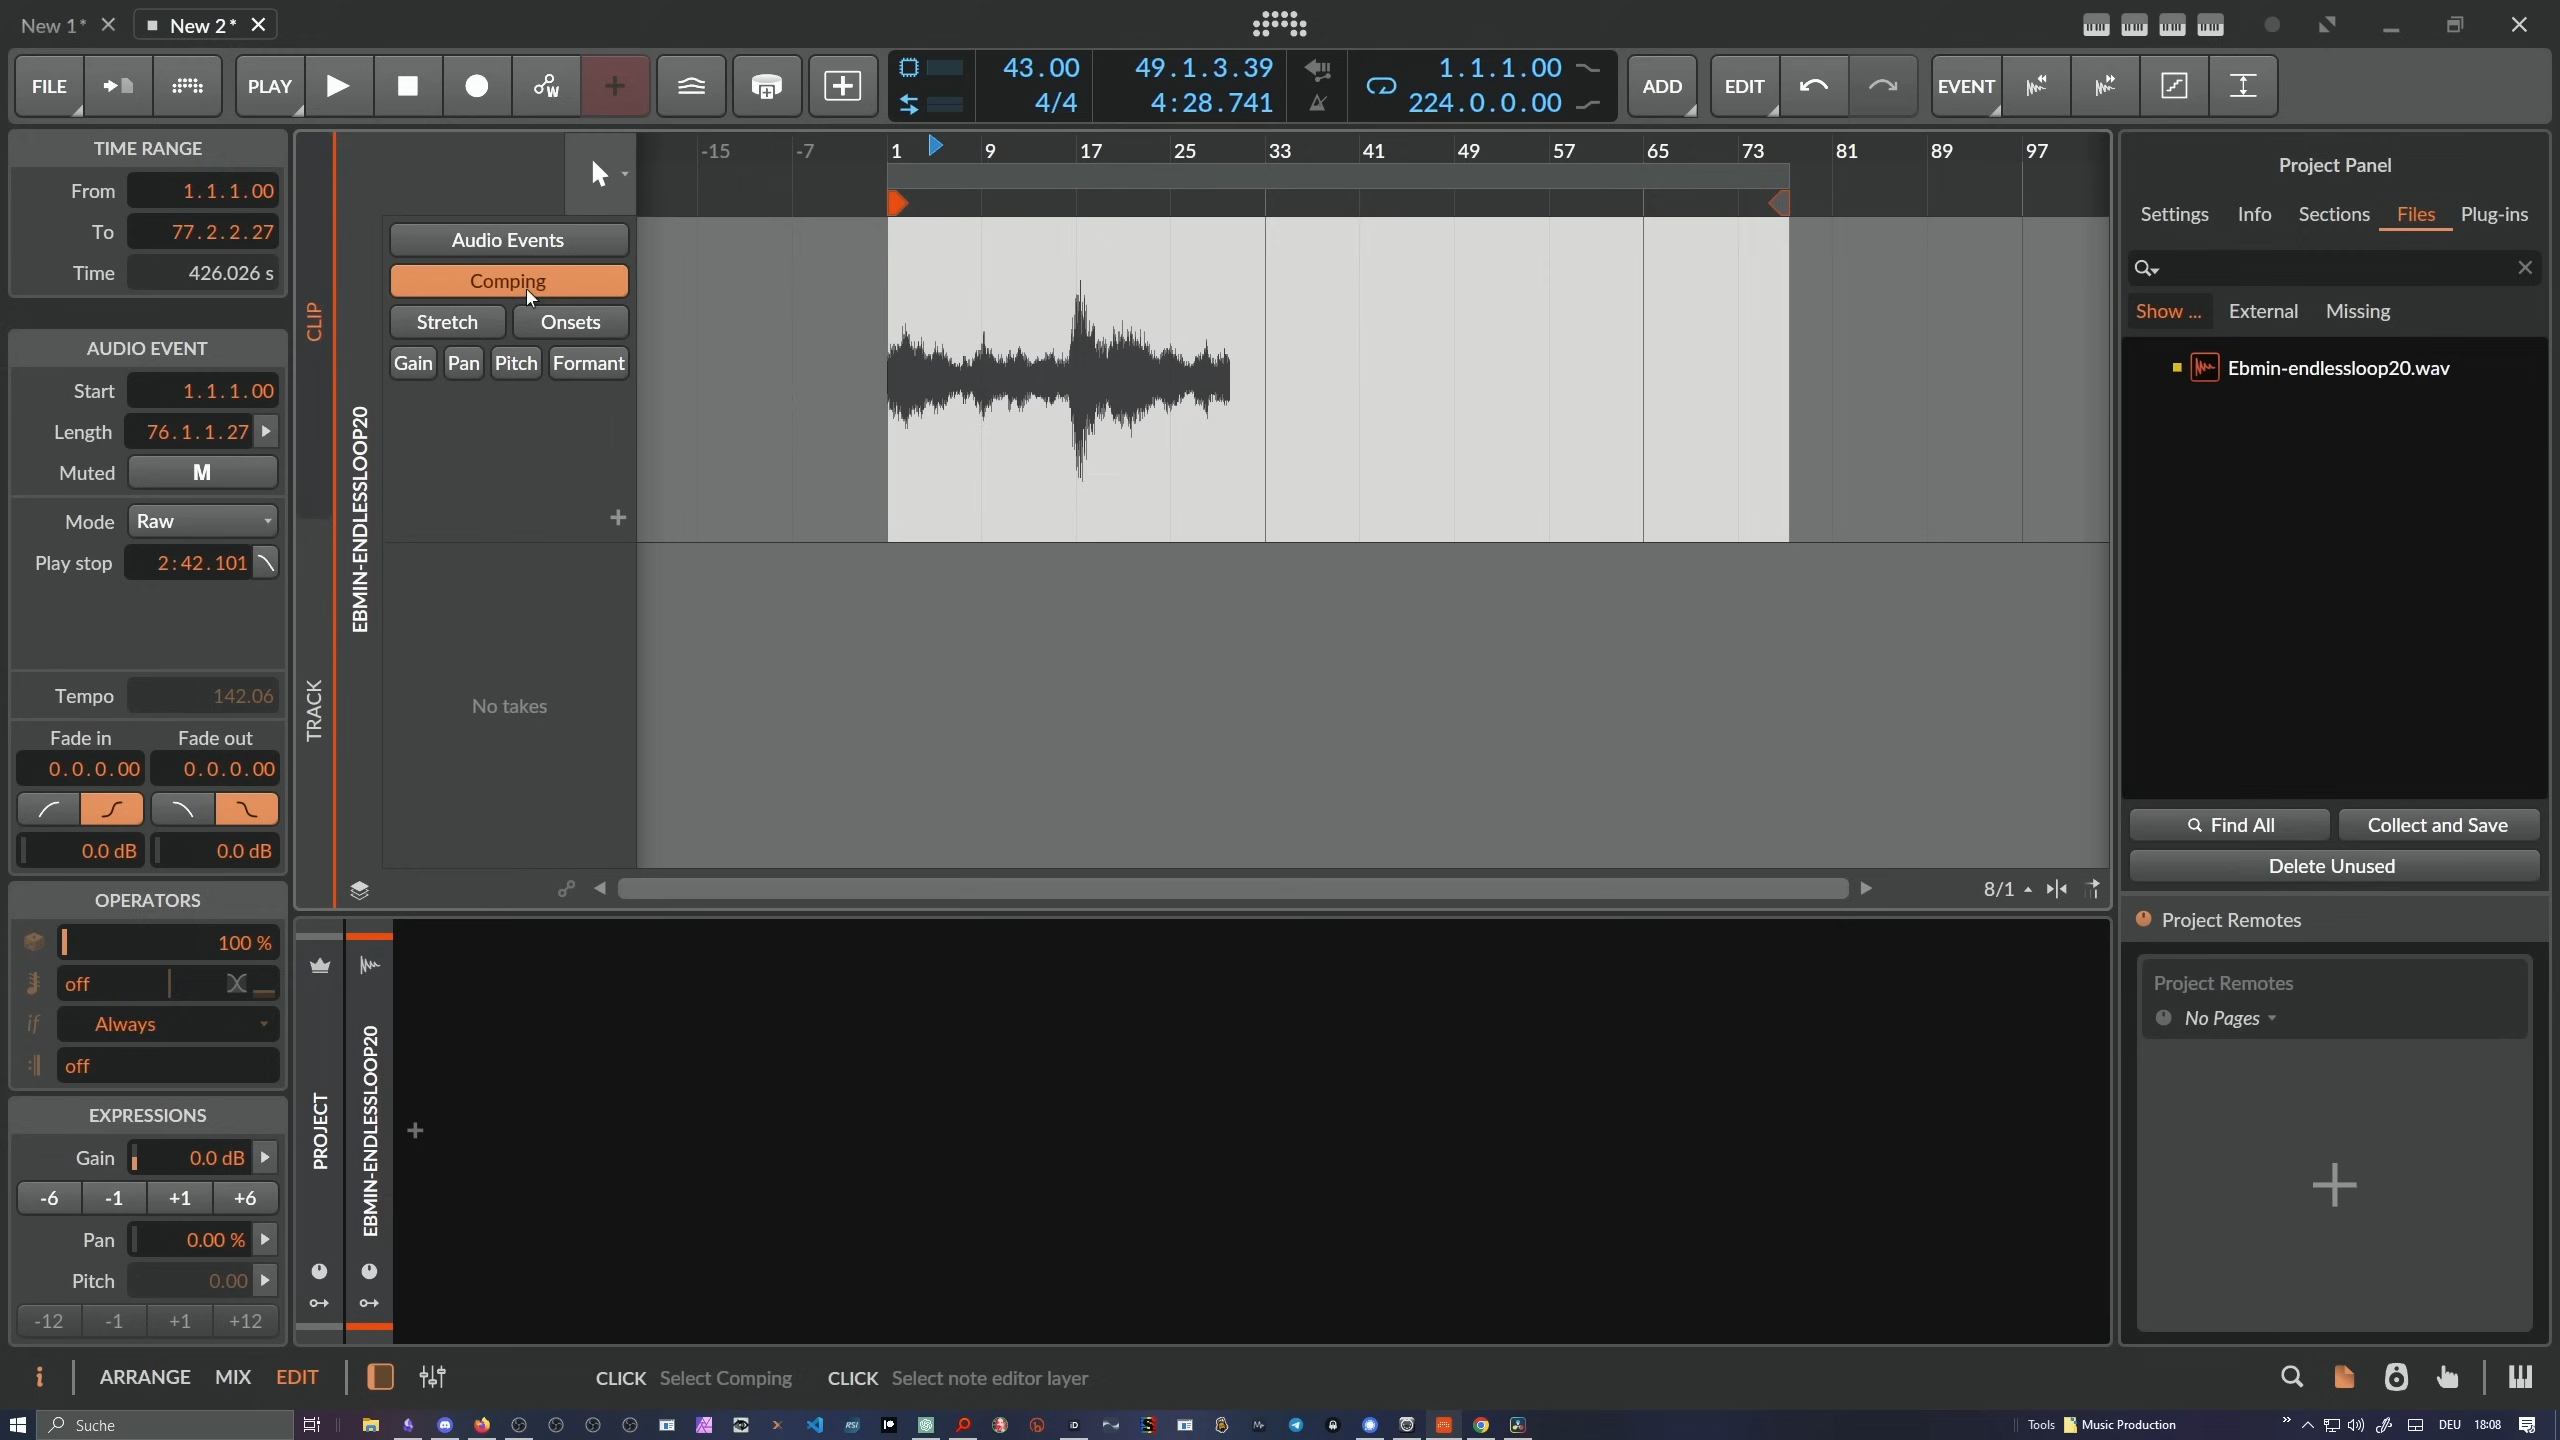 New 1*
New 2*
FILE
PLAY
W
43.00
4/4
49.1.3.39
4:28.741
1.1.1.00
224.0.0.00
ADD
EDIT
EVENT
TIME RANGE
From 1.1.1.00
To 77.2.2.27
Time 426.026 s
AUDIO EVENT
Start 1.1.1.00
Length 76.1.1.27
Muted M
Mode Raw
Play stop 2:42.101
Tempo 142.06
Fade in Fade out
0.0.0.00 0.0.0.00
0.0 dB 0.0 dB
OPERATORS
100 %
off
if Always
off
EXPRESSIONS
Gain 0.0 dB
-6 -1 +1 +6
Pan 0.00 %
Pitch 0.00
-12 -1 +1 +12
CLIP
TRACK
EBMIN-ENDLESSLOOP20
-15 -7 1 9 17 25 33 41 49 57 65 73 81 89 97
Audio Events
Comping
Stretch Onsets
Gain Pan Pitch Formant
No takes
8/1
PROJECT
EBMIN-ENDLESSLOOP20
Project Panel
Settings Info Sections Files Plug-ins
Show ... External Missing
Ebmin-endlessloop20.wav
Find All Collect and Save
Delete Unused
Project Remotes
Project Remotes
No Pages
i ARRANGE MIX EDIT
CLICK Select Comping CLICK Select note editor layer
Suche
Tools Music Production
DEU 18:08